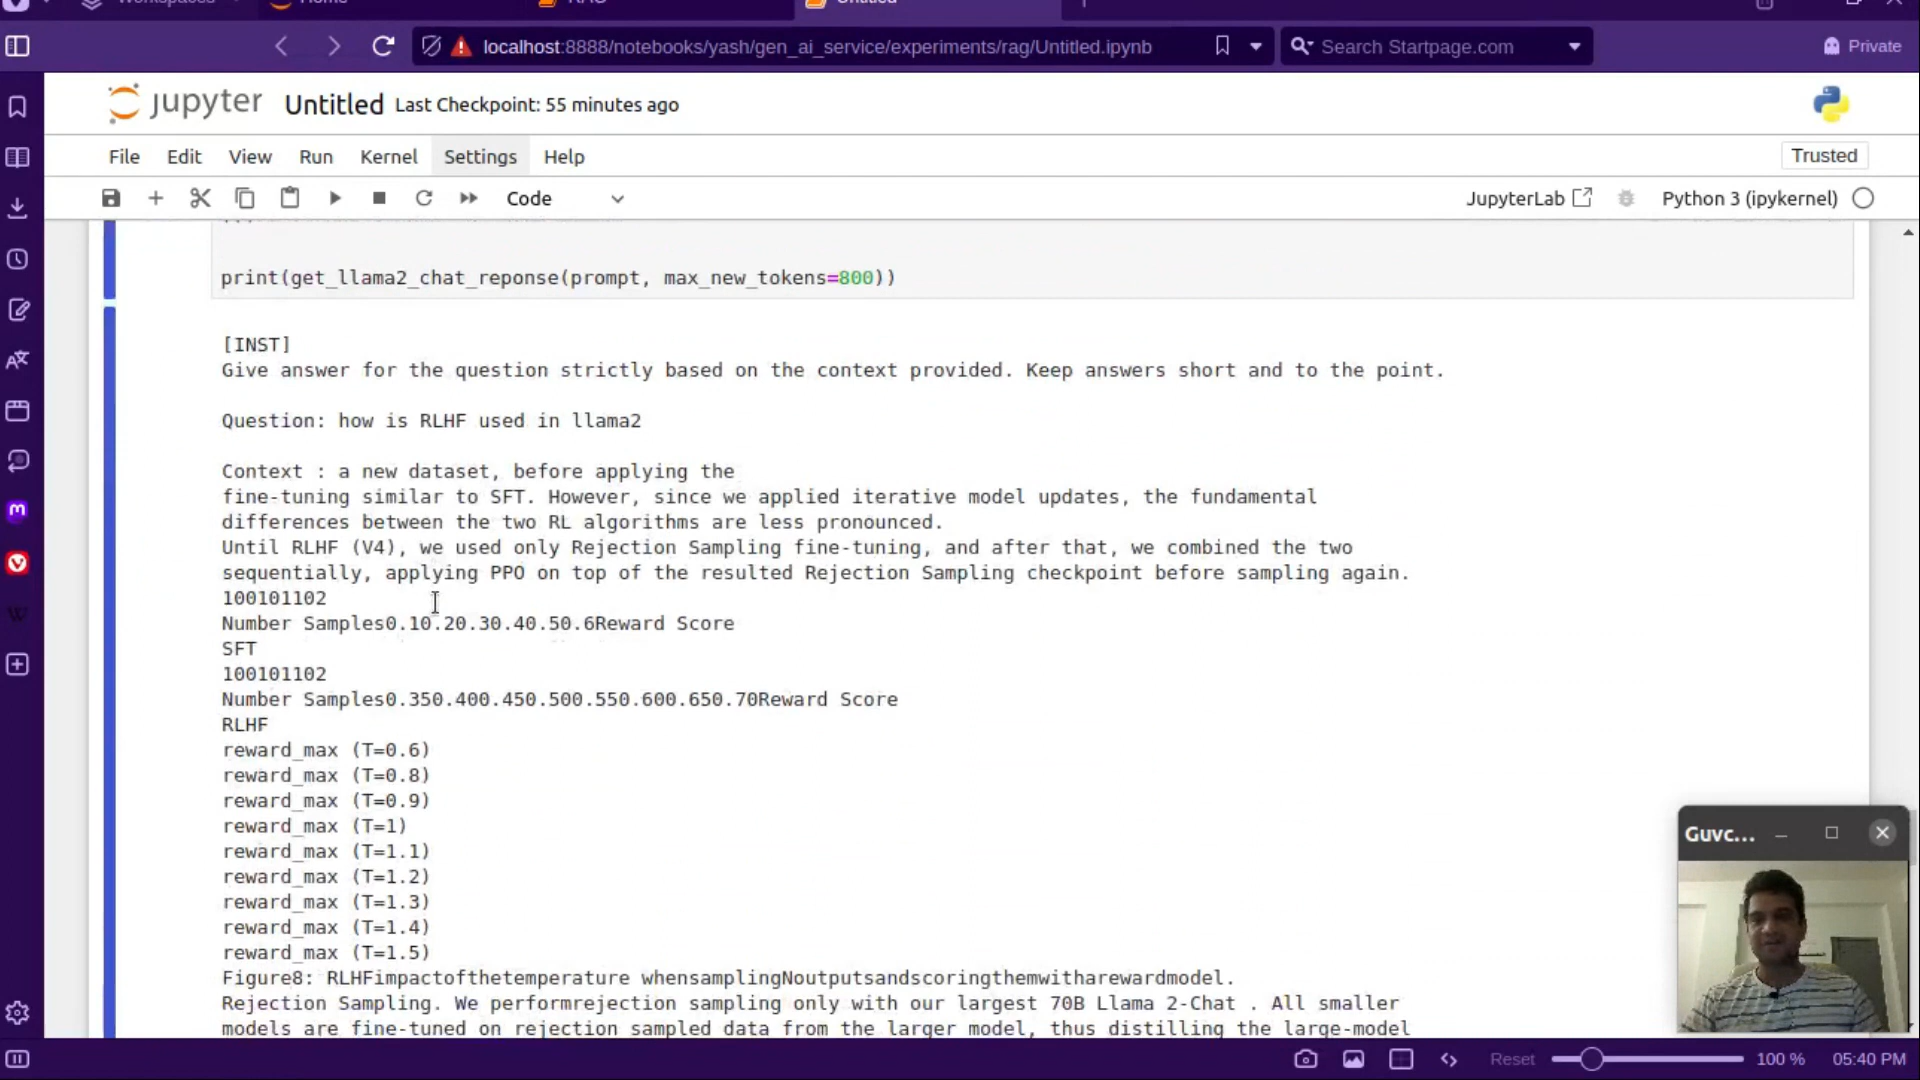 Workspaces
Home
RAG
Untitled
localhost:8888/notebooks/yash/gen_ai_service/experiments/rag/Untitled.ipynb
Search Startpage.com
Private
jupyter
Untitled
Last Checkpoint: 55 minutes ago
File
Edit
View
Run
Kernel
Settings
Help
Trusted
Code
JupyterLab
Python 3 (ipykernel)
print(get_llama2_chat_reponse(prompt, max_new_tokens=800))
[INST]
Give answer for the question strictly based on the context provided. Keep answers short and to the point.
Question: how is RLHF used in llama2
Context : a new dataset, before applying the
fine-tuning similar to SFT. However, since we applied iterative model updates, the fundamental
differences between the two RL algorithms are less pronounced.
Until RLHF (V4), we used only Rejection Sampling fine-tuning, and after that, we combined the two
sequentially, applying PPO on top of the resulted Rejection Sampling checkpoint before sampling again.
100101102
Number Samples0.10.20.30.40.50.6Reward Score
SFT
100101102
Number Samples0.350.400.450.500.550.600.650.70Reward Score
RLHF
reward_max (T=0.6)
reward_max (T=0.8)
reward_max (T=0.9)
reward_max (T=1)
reward_max (T=1.1)
reward_max (T=1.2)
reward_max (T=1.3)
reward_max (T=1.4)
reward_max (T=1.5)
Figure8: RLHFimpactofthetemperature whensamplingNoutputsandscoringthemwitharewardmodel.
Rejection Sampling. We performrejection sampling only with our largest 70B Llama 2-Chat . All smaller
models are fine-tuned on rejection sampled data from the larger model, thus distilling the large-model
Guvc...
Reset
100 %
05:40 PM